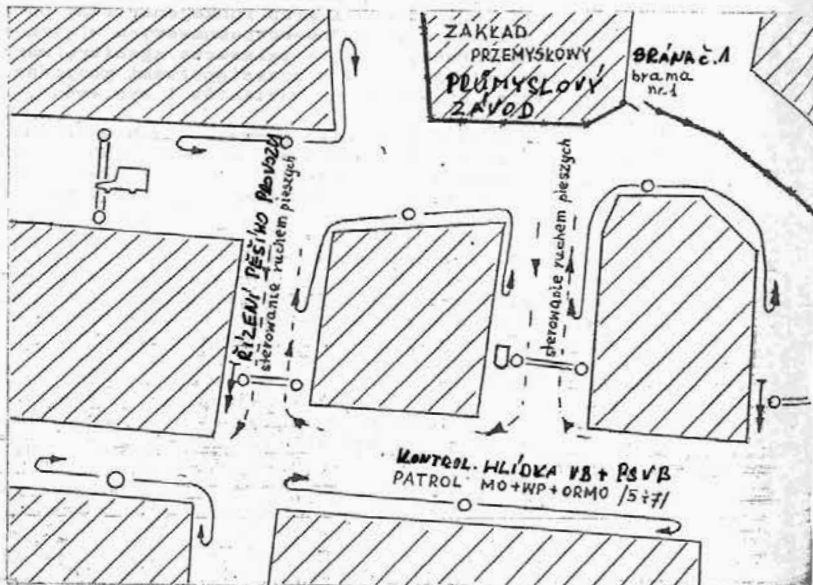 ZAKŁAD
PRZEMYSŁOWY
PRŮMYSLOVÝ
ZÁVOD
BRÁNA Č. 1
brama
nr. 1
ŘÍZENÍ PĚŠÍHO PROVOZU
sterowanie ruchem pieszych
sterowanie ruchem pieszych
KONTROL. HLÍDKA VB + PSVB
PATROL MO+WP+ORMO /5÷7/